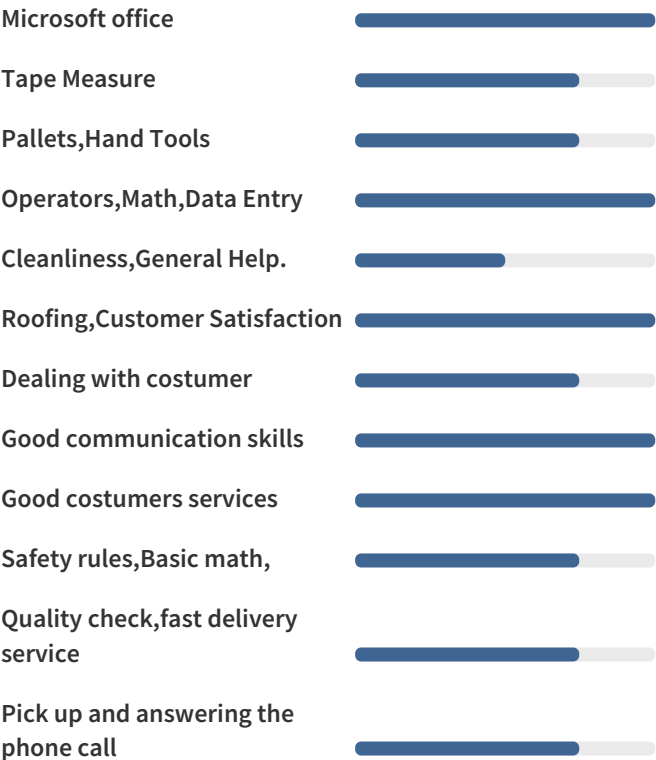 Microsoft office
Tape Measure
Pallets,Hand Tools
Operators,Math,Data Entry
Cleanliness,General Help.
Roofing,Customer Satisfaction
Dealing with costumer
Good communication skills
Good costumers services
Safety rules,Basic math,
Quality check,fast delivery
service
Pick up and answering the
phone call